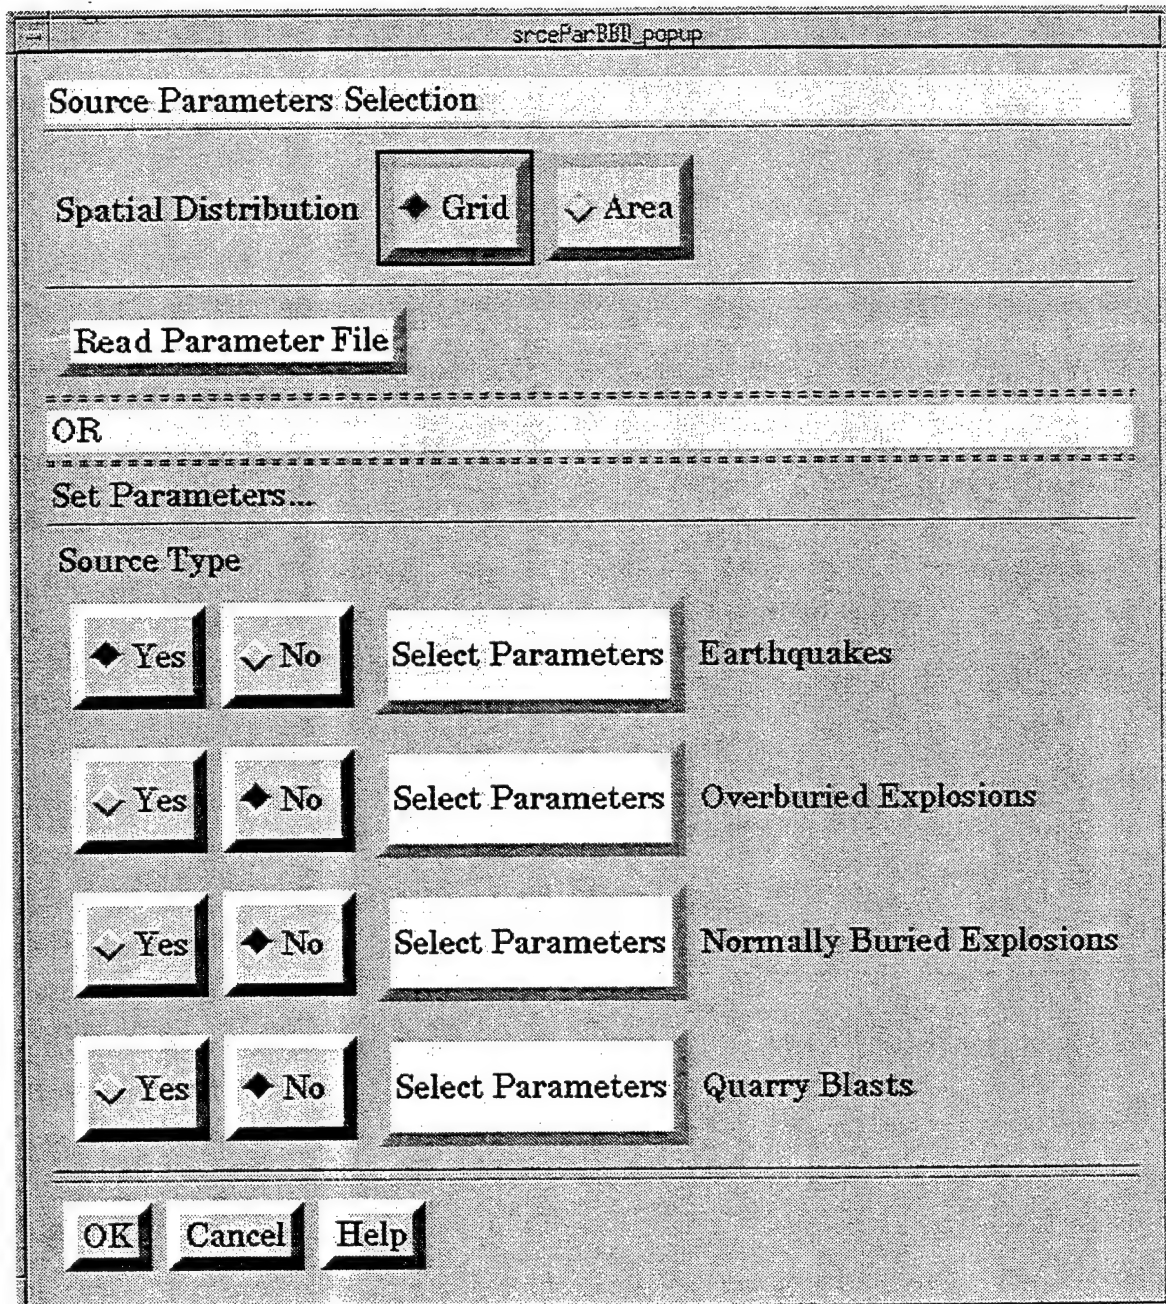 srceParBBD_popup
Source Parameters Selection
Spatial Distribution Grid Area
Read Parameter File
OR
Set Parameters...
Source Type
Yes No Select Parameters Earthquakes
Yes No Select Parameters Overburied Explosions
Yes No Select Parameters Normally Buried Explosions
Yes No Select Parameters Quarry Blasts
OK Cancel Help